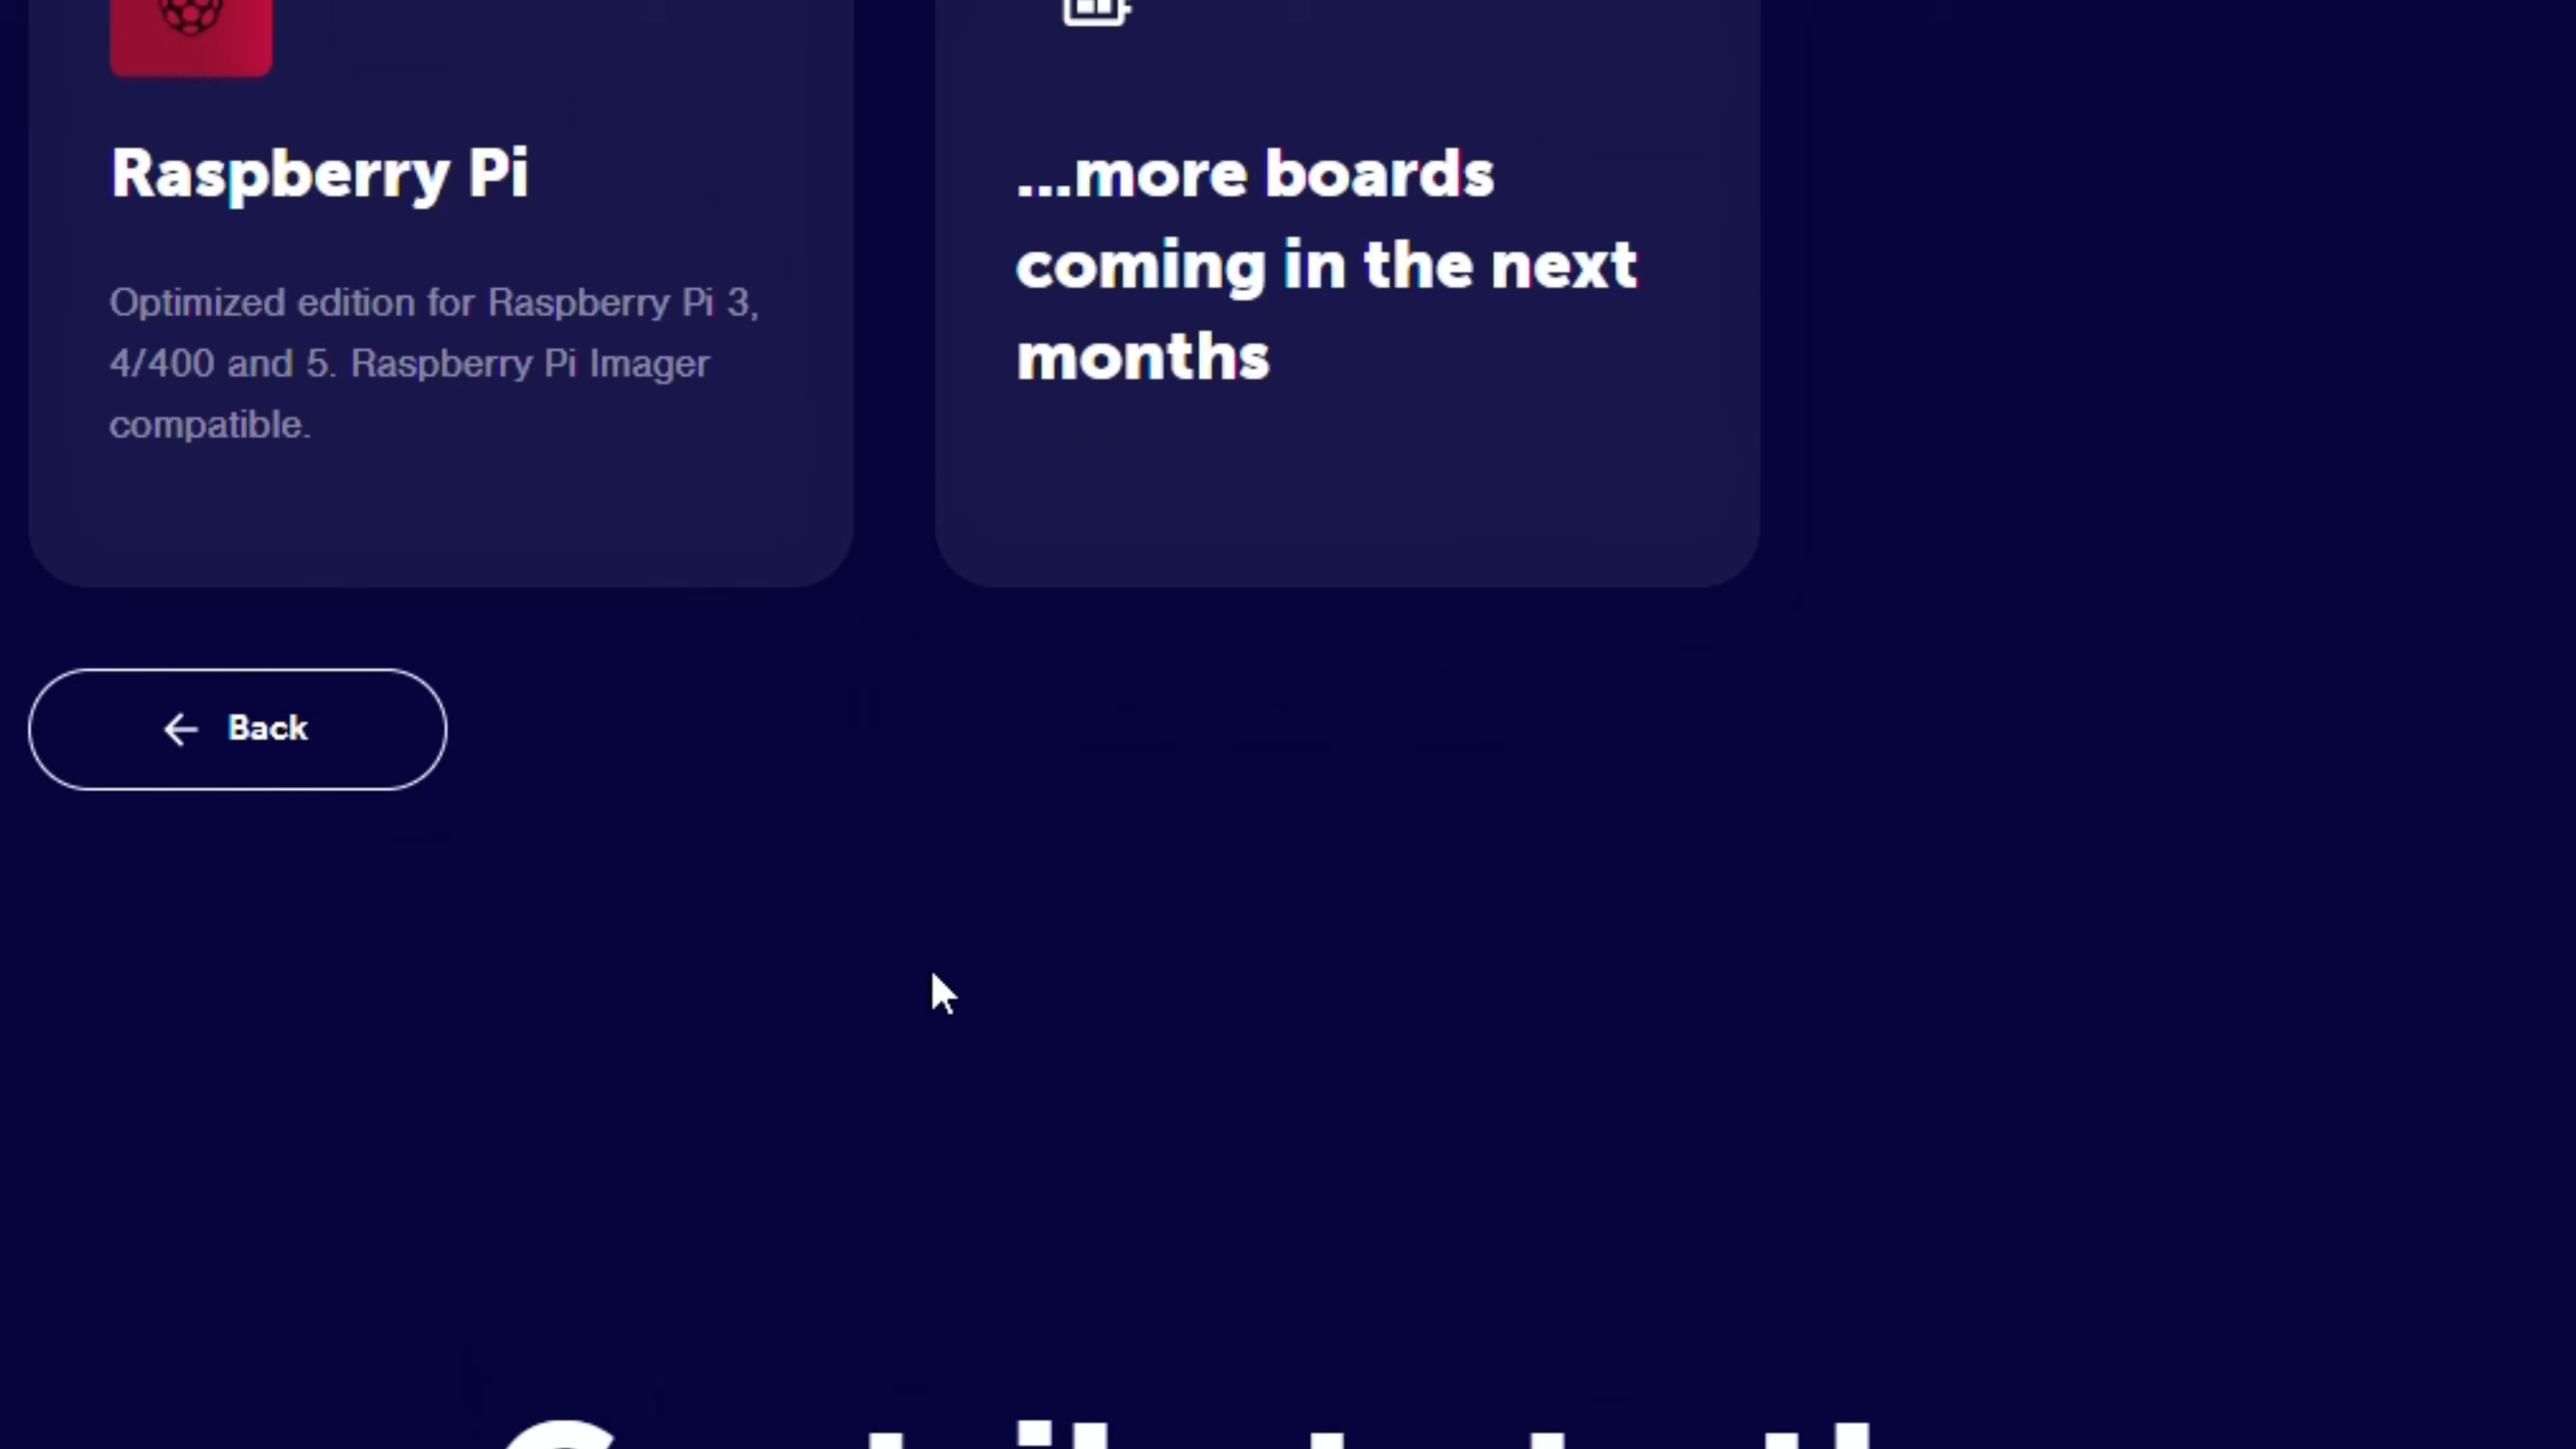 Raspberry Pi
Optimized edition for Raspberry Pi 3,
4/400 and 5. Raspberry Pi Imager
compatible.
...more boards
coming in the next
months
Back